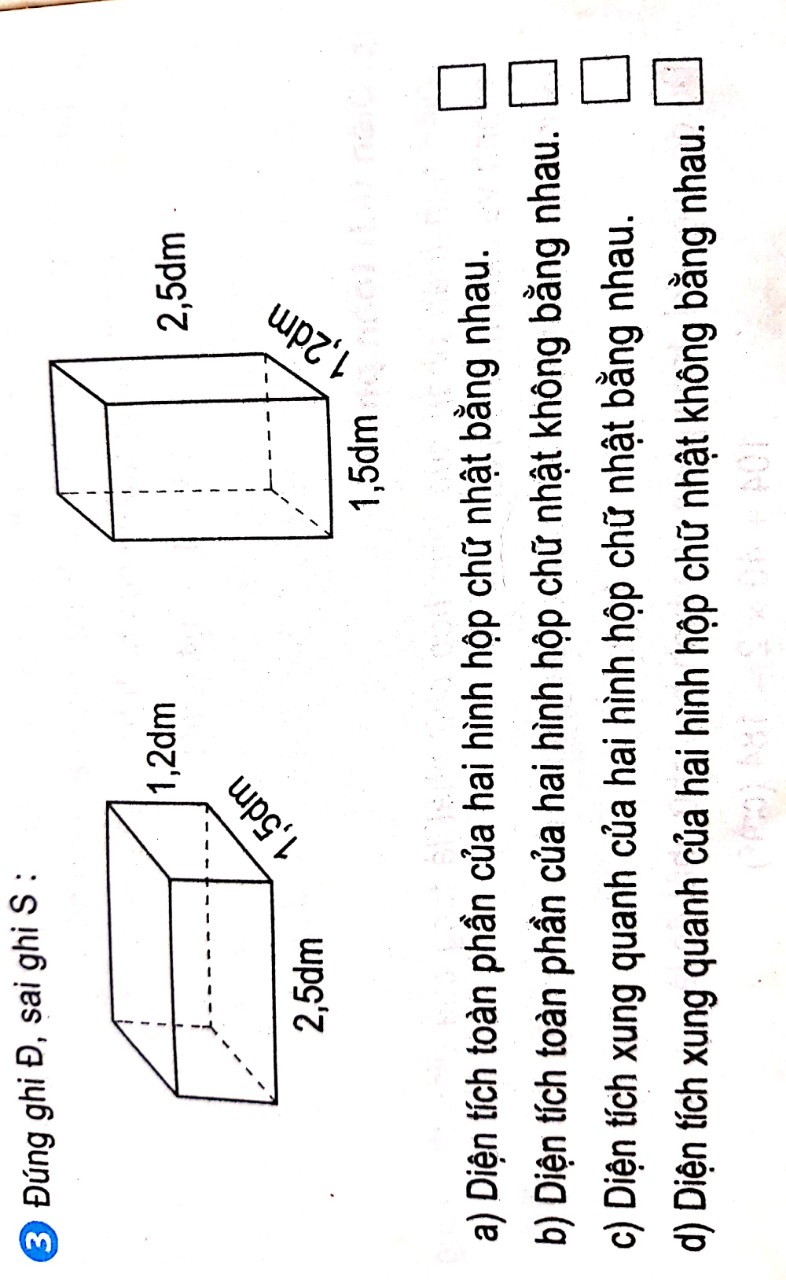 3 Đúng ghi Đ, sai ghi S :
1,2dm
1,5dm
2,5dm
2,5dm
1,2dm
1,5dm
a) Diện tích toàn phần của hai hình hộp chữ nhật bằng nhau.
b) Diện tích toàn phần của hai hình hộp chữ nhật không bằng nhau.
c) Diện tích xung quanh của hai hình hộp chữ nhật bằng nhau.
d) Diện tích xung quanh của hai hình hộp chữ nhật không bằng nhau.